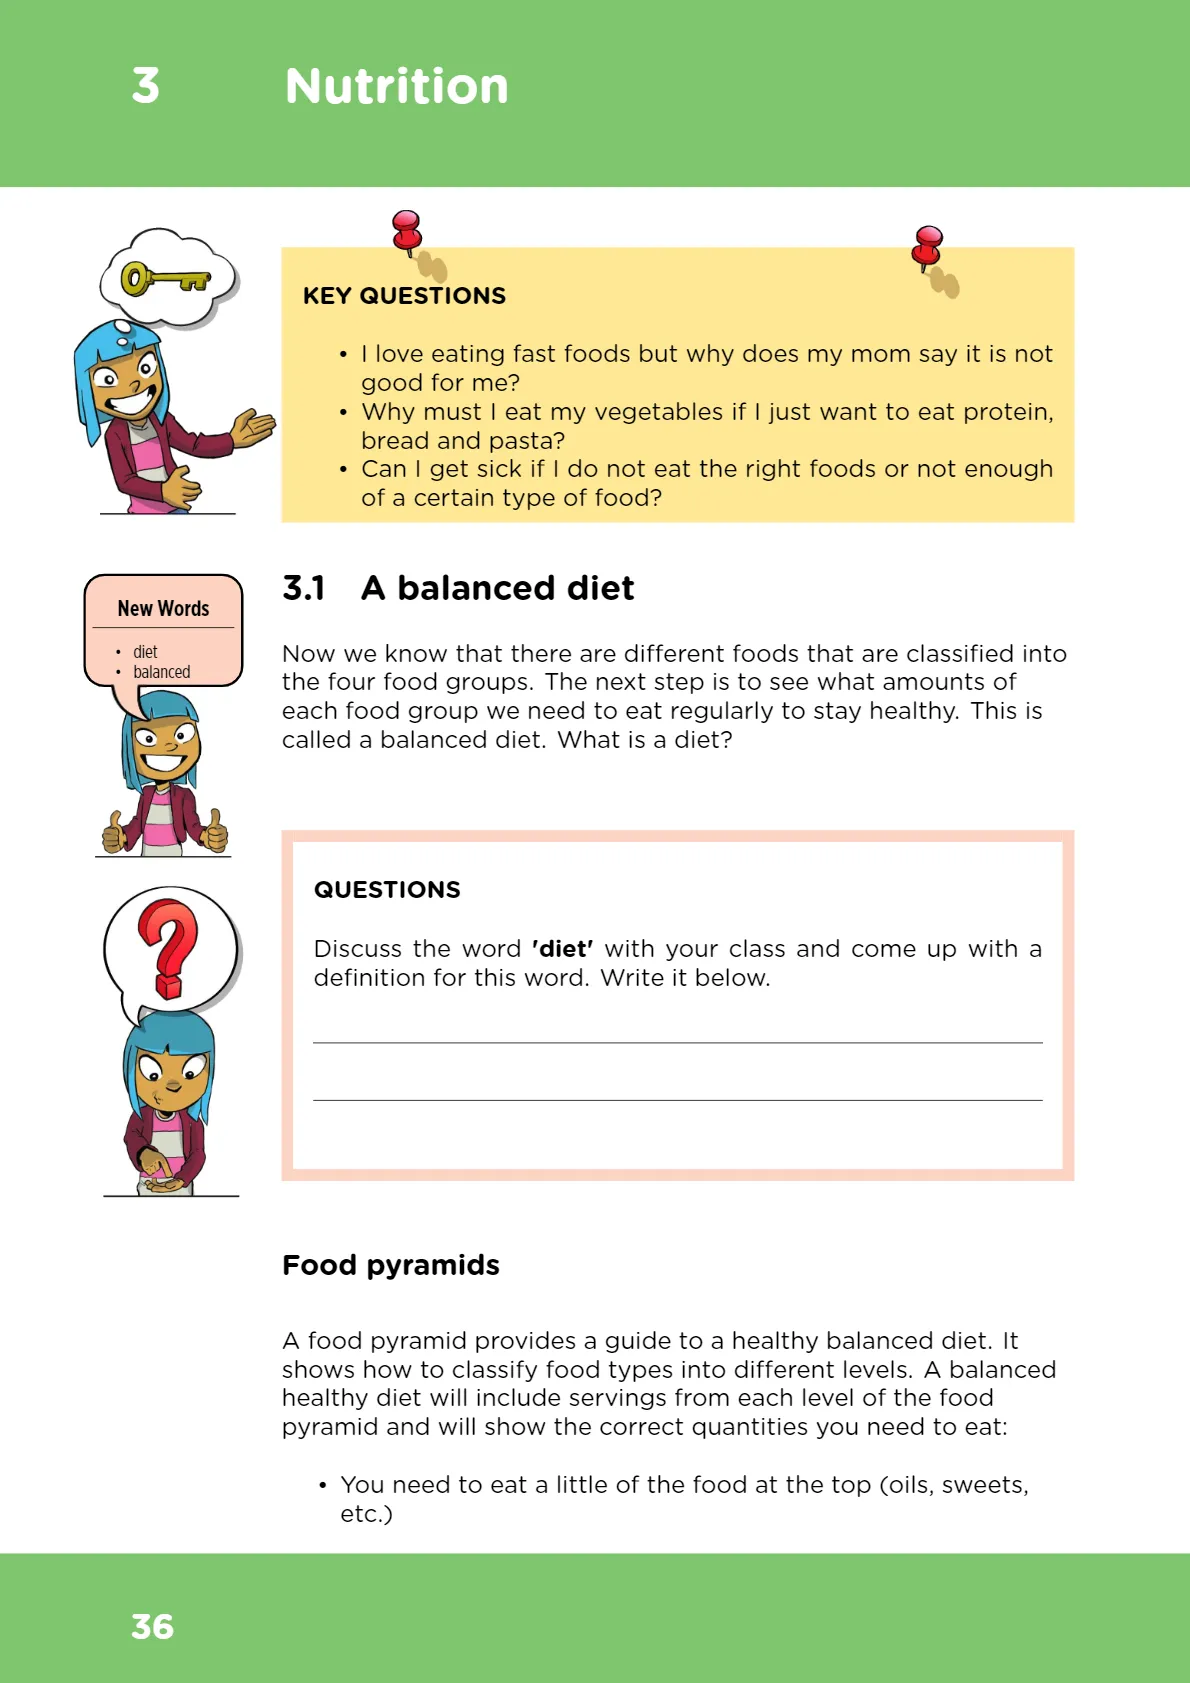 3 Nutrition
KEY QUESTIONS
• I love eating fast foods but why does my mom say it is not
good for me?
• Why must I eat my vegetables if I just want to eat protein,
bread and pasta?
• Can I get sick if I do not eat the right foods or not enough
of a certain type of food?
New Words
• diet
• balanced
3.1 A balanced diet
Now we know that there are different foods that are classified into
the four food groups. The next step is to see what amounts of
each food group we need to eat regularly to stay healthy. This is
called a balanced diet. What is a diet?
QUESTIONS
Discuss the word 'diet' with your class and come up with a
definition for this word. Write it below.
Food pyramids
A food pyramid provides a guide to a healthy balanced diet. It
shows how to classify food types into different levels. A balanced
healthy diet will include servings from each level of the food
pyramid and will show the correct quantities you need to eat:
• You need to eat a little of the food at the top (oils, sweets,
etc.)
36